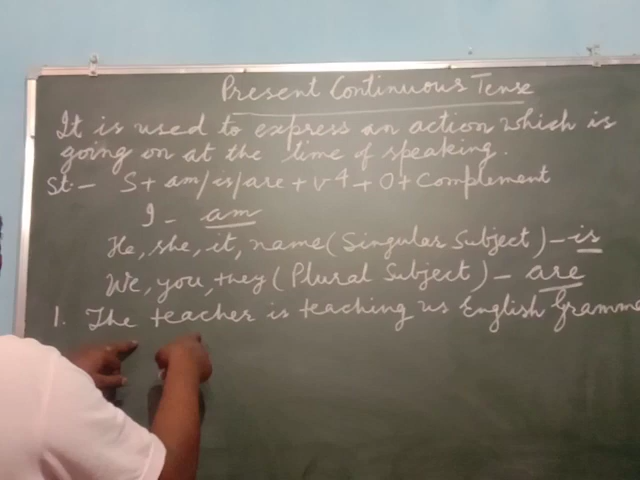 Present Continuous Tense
It is used to express an action which is
going on at the time of speaking.
St:- S + am/is/are + v4 + O + Complement
I - am
He, she, it, name (Singular Subject) - is
We, you, they (Plural Subject) - are
1. The teacher is teaching us English Gramma